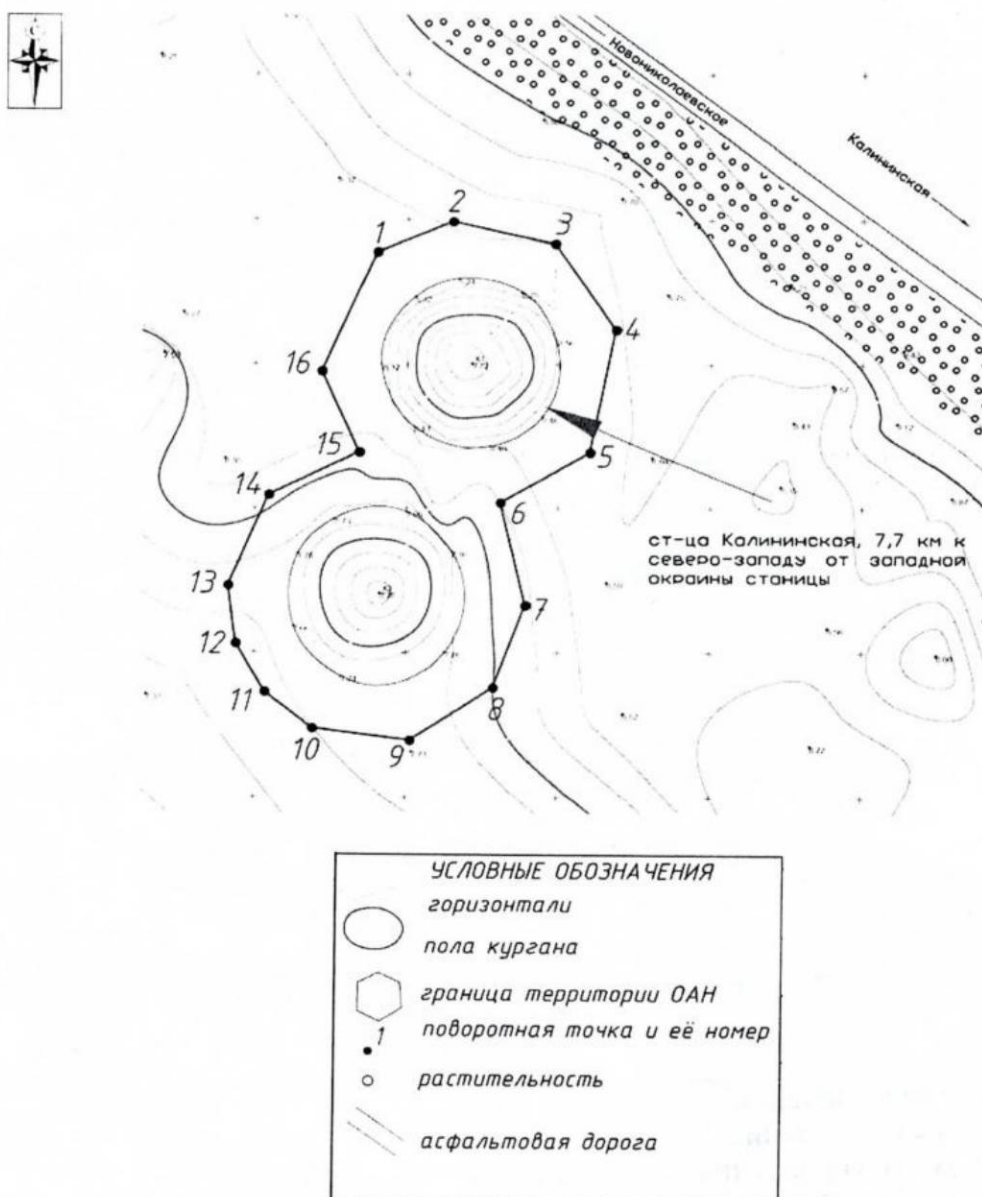 Новониколаевское
Калининская
1
2
3
4
5
6
7
8
9
10
11
12
13
14
15
16
ст-ца Калининская, 7,7 км к
северо-западу от западной
окраины станицы
УСЛОВНЫЕ ОБОЗНАЧЕНИЯ
горизонтали
пола кургана
граница территории ОАН
1 поворотная точка и её номер
растительность
асфальтовая дорога